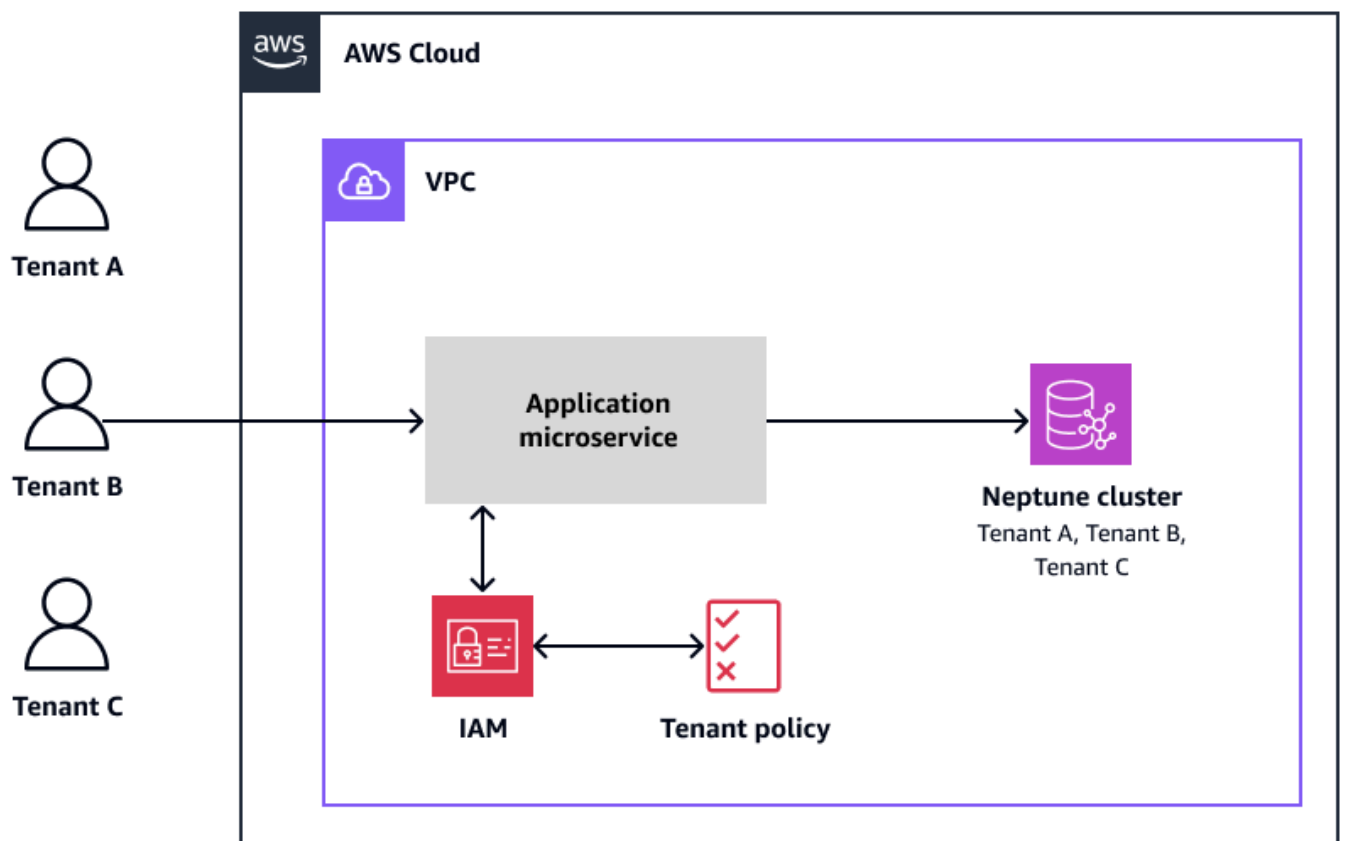 aws
AWS Cloud
VPC
Tenant A
Application
microservice
Tenant B
Neptune cluster
Tenant A, Tenant B,
Tenant C
Tenant C
IAM
Tenant policy